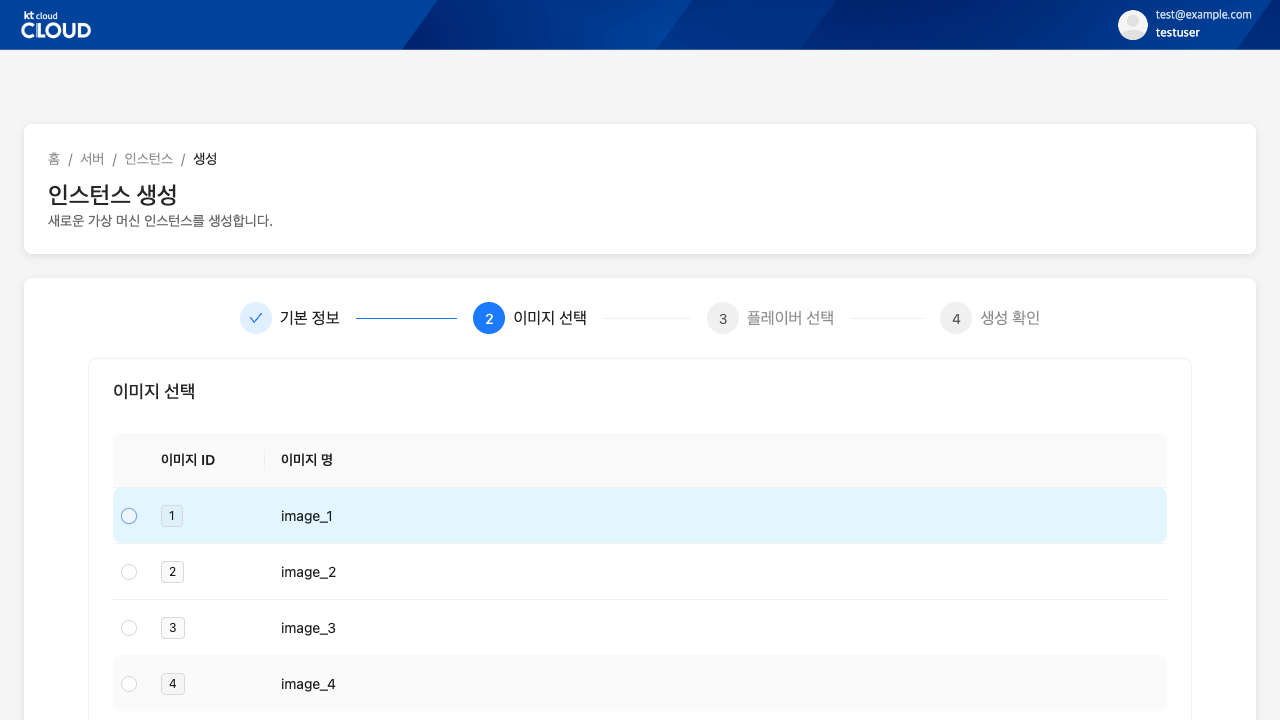 kt cloud
CLOUD
test@example.com
testuser
홈 / 서버 / 인스턴스 / 생성
인스턴스 생성
새로운 가상 머신 인스턴스를 생성합니다.
기본 정보
2 이미지 선택
3 플레이버 선택
4 생성 확인
이미지 선택
이미지 ID 이미지 명
1 image_1
2 image_2
3 image_3
4 image_4